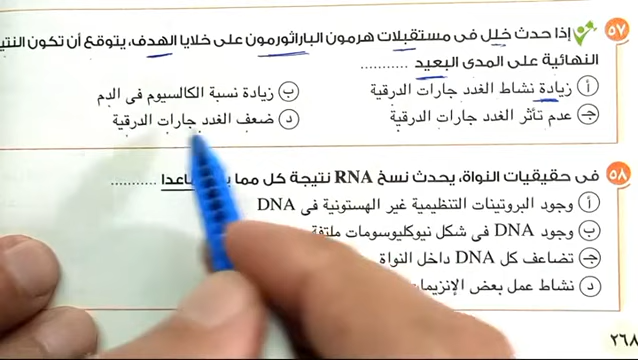 ٥٧ إذا حدث خلل فى مستقبلات هرمون الباراثورمون على خلايا الهدف، يتوقع أن تكون
النهائية على المدى البعيد ...........
أ زيادة نشاط الغدد جارات الدرقية
ب زيادة نسبة الكالسيوم فى الدم
جـ عدم تأثر الغدد جارات الدرقية
د ضعف الغدد جارات الدرقية
٥٨ فى حقيقيات النواة، يحدث نسخ RNA نتيجة كل مما ...........
أ وجود البروتينات التنظيمية غير الهستونية فى DNA
ب وجود DNA فى شكل نيوكليوسومات ملتفة
جـ تضاعف كل DNA داخل النواة
د نشاط عمل بعض الإنزيمات
٢٦٨